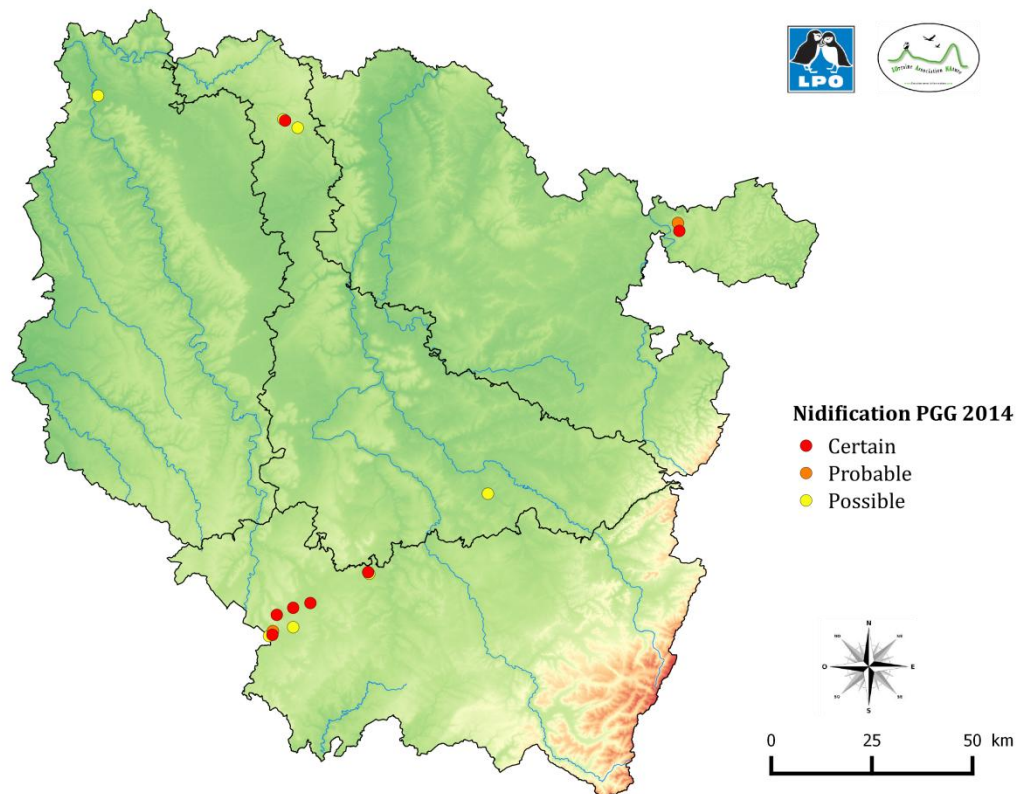 LPO
Nidification PGG 2014
Certain
Probable
Possible
N
O
E
S
0 25 50 km